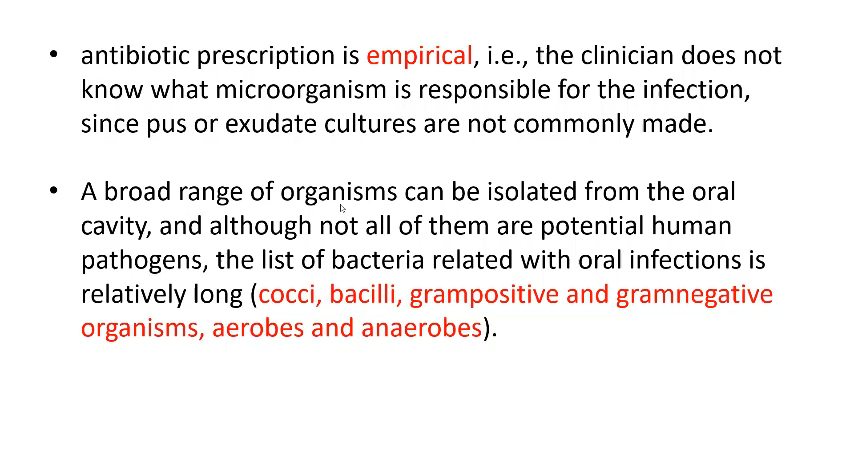 • antibiotic prescription is empirical, i.e., the clinician does not
know what microorganism is responsible for the infection,
since pus or exudate cultures are not commonly made.
• A broad range of organisms can be isolated from the oral
cavity, and although not all of them are potential human
pathogens, the list of bacteria related with oral infections is
relatively long (cocci, bacilli, grampositive and gramnegative
organisms, aerobes and anaerobes).